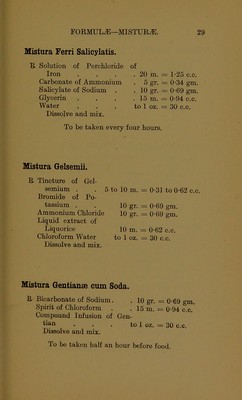 FORMULÆ—MISTURÆ. 29
Mistura Ferri Salicylatis.
R Solution of Perchloride of
Iron . . . . 20 m. = 1·25 c.c.
Carbonate of Ammonium . 5 gr. = 0·34 gm.
Salicylate of Sodium . . 10 gr. = 0·69 gm.
Glycerin . . . . 15 m. = 0·94 c.c.
Water . . . to 1 oz. = 30 c.c.
Dissolve and mix.
To be taken every four hours.
Mistura Gelsemii.
R Tincture of Gel-
semium . . 5 to 10 m. = 0·31 to 0·62 c.c.
Bromide of Po-
tassium . . 10 gr. = 0·69 gm.
Ammonium Chloride 10 gr. = 0·69 gm.
Liquid extract of
Liquorice 10 m. = 0·62 c.c.
Chloroform Water to 1 oz. = 30 c.c.
Dissolve and mix.
Mistura Gentianæ cum Soda.
R Bicarbonate of Sodium . . 10 gr. = 0·69 gm.
Spirit of Chloroform . . 15 m. = 0·94 c.c.
Compound Infusion of Gen-
tian . . . to 1 oz. = 30 c.c.
Dissolve and mix.
To be taken half an hour before food.